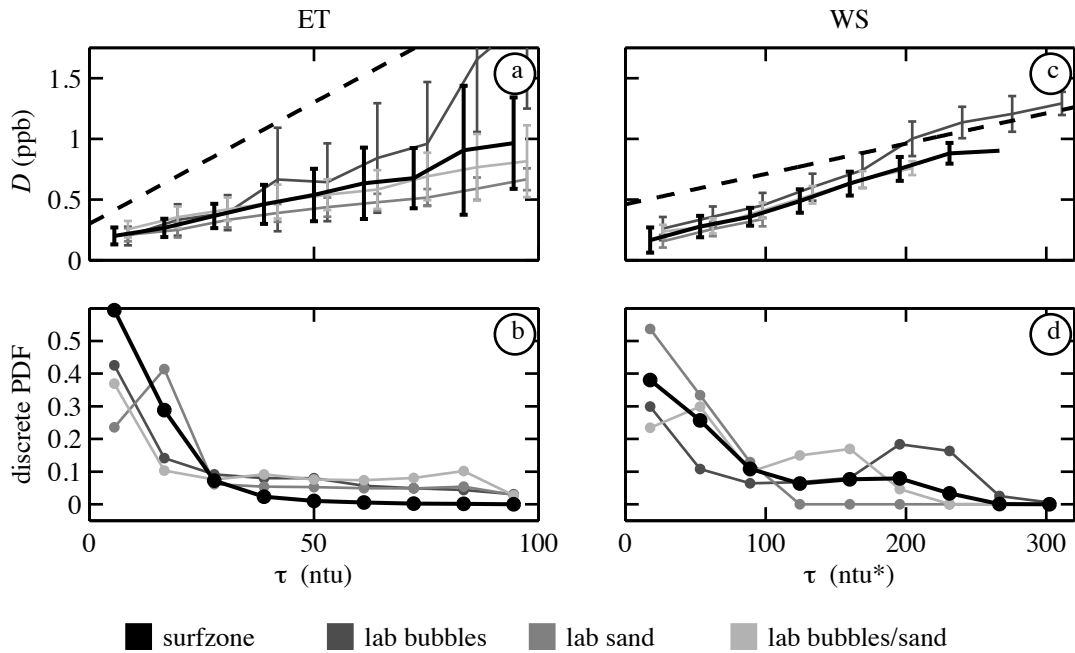 ET
WS
1.5
1
0.5
0
D (ppb)
a
c
0.5
0.4
0.3
0.2
0.1
0
discrete PDF
b
d
0
50
100
0
100
200
300
τ (ntu)
τ (ntu*)
surfzone
lab bubbles
lab sand
lab bubbles/sand